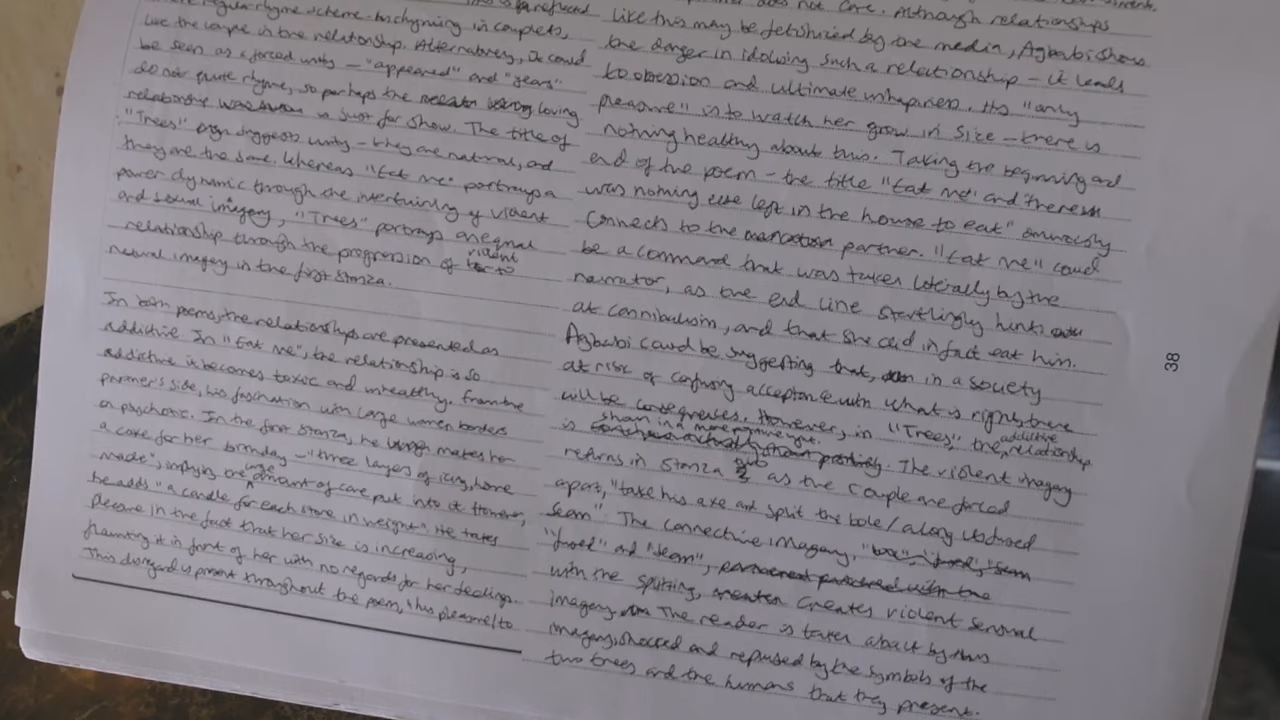 regular rhyme scheme - rhyming in couplets,
like the couple in the relationship. Alternatively, it could
be seen as a forced unity - "appeared" and "years"
do not quite rhyme, so perhaps the loving
relationship is just for show. The title of
"Trees" suggests unity - they are natural, and
they are the same. Whereas "Eat me" portrays a
power dynamic through the intertwining of violent
and sexual imagery, "Trees" portrays an equal
relationship through the progression of violent to
natural imagery in the first stanza.
In both poems, the relationships are presented as
addictive. In "Eat me", the relationship is so
addictive it becomes toxic and unhealthy. From the
partner's side, his fascination with large women borders
on psychotic. In the first stanza, he makes her
a cake for her birthday - "three layers of icing, home
made", implying the large amount of care put into it. However,
he adds "a candle for each stone in weight". He takes
pleasure in the fact that her size is increasing,
flaunting it in front of her with no regards for her feelings.
This disregard is present throughout the poem, "his pleasure/to
does not care. Although relationships
like this may be fetishized by the media, Agbabi shows
the danger in idolising such a relationship - it leads
to obsession and ultimate unhappiness. His "only
pleasure" is to watch her grow in size - there is
nothing healthy about this. Taking the beginning and
end of the poem - the title "Eat me" and "there
was nothing else left in the house to eat"
connects to the partner. "Eat me" could
be a command that was taken literally by the
narrator, as the end line startlingly hints
at cannibalism, and that she did in fact eat him.
Agbabi could be suggesting that, in a society
at risk of confusing acceptance with what is right, there
will be consequences. However, in "Trees", the addictive relationship
is shown in a more positive light. The violent imagery
returns in stanza as the couple are forced
apart, "take his axe and split the bole / along its fused
seam". The connective imagery,
"fused" and "seam",
with the splitting, creates violent sensual
imagery. The reader is taken aback by this
imagery, shocked and repulsed by the symbols of the
two trees and the humans that they present.
38